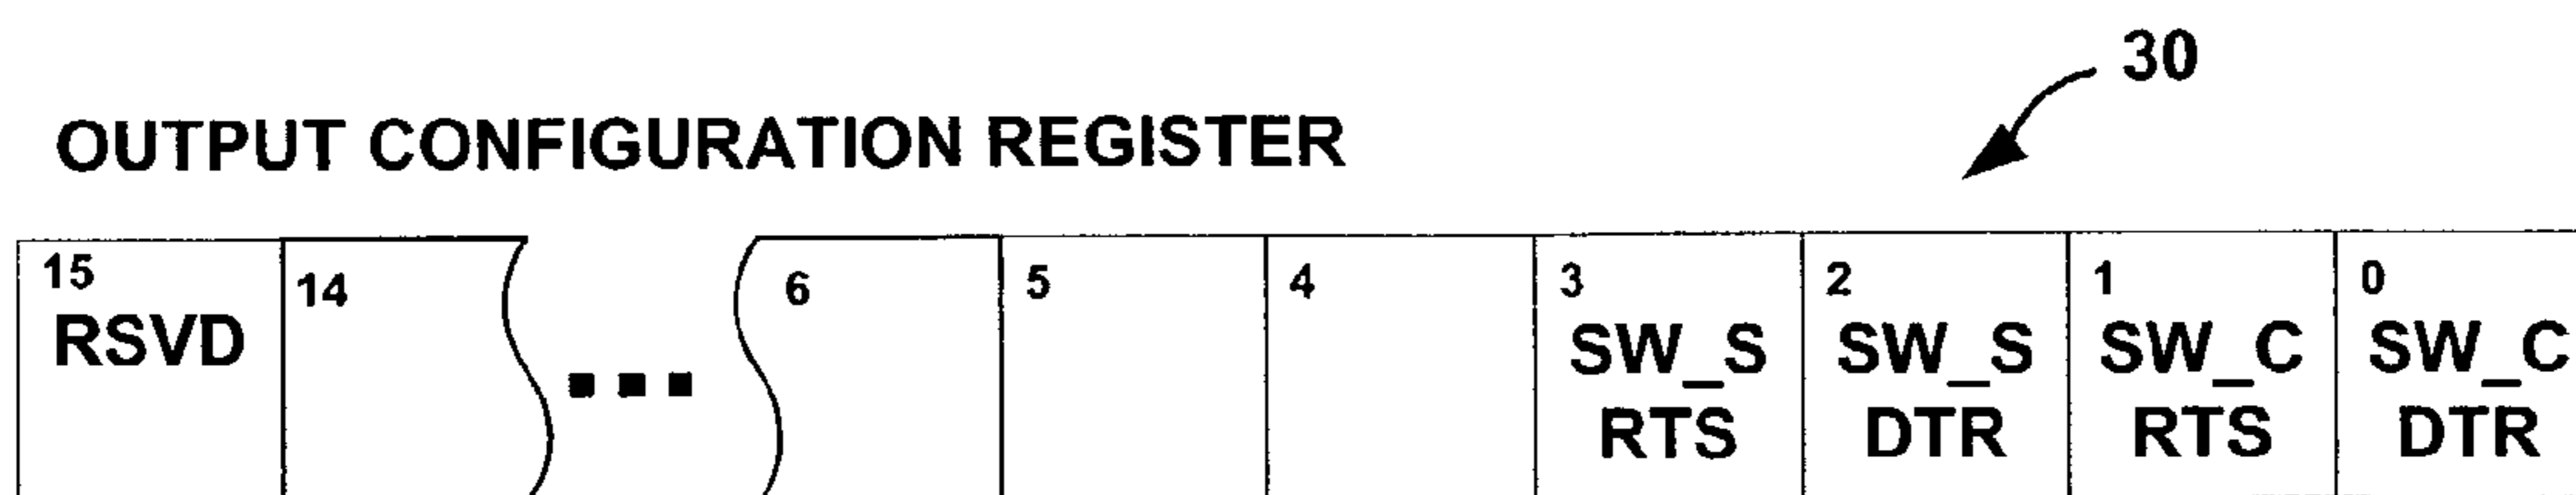 30
OUTPUT CONFIGURATION REGISTER
15 14 6 5 4 3 2 1 0
RSVD ... SW_S SW_S SW_C SW_C
RTS DTR RTS DTR